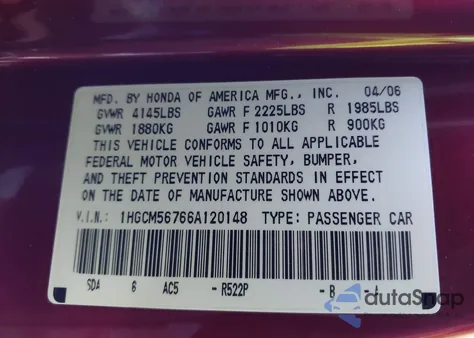 MFD. BY HONDA OF AMERICA MFG., INC. 04/06
GVWR 4145LBS GAWR F 2225LBS R 1985LBS
GVWR 1880KG GAWR F 1010KG R 900KG
THIS VEHICLE CONFORMS TO ALL APPLICABLE
FEDERAL MOTOR VEHICLE SAFETY, BUMPER,
AND THEFT PREVENTION STANDARDS IN EFFECT
ON THE DATE OF MANUFACTURE SHOWN ABOVE.
V.I.N.: 1HGCM56766A120148 TYPE: PASSENGER CAR
SDA 6 AC5 - R522P - B - A
autaSnap